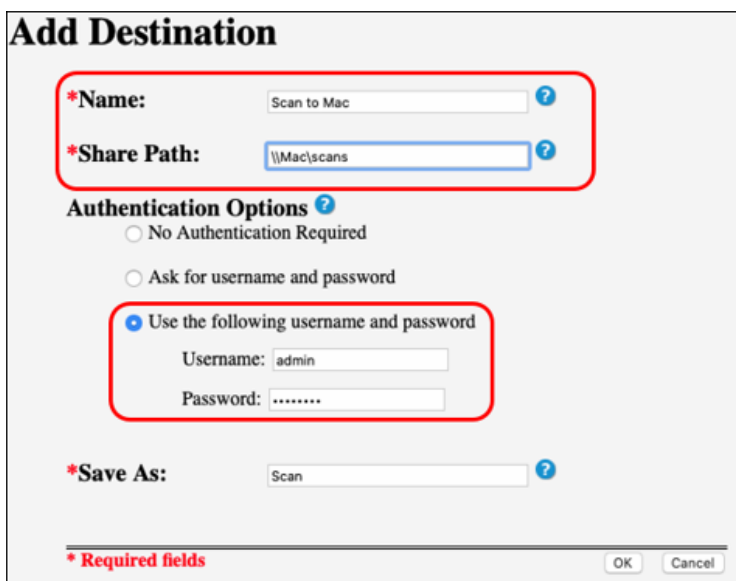 Add Destination
*Name: Scan to Mac ?
*Share Path: \\Mac\scans ?
Authentication Options ?
No Authentication Required
Ask for username and password
Use the following username and password
Username: admin
Password: ••••••••
*Save As: Scan ?
* Required fields OK Cancel